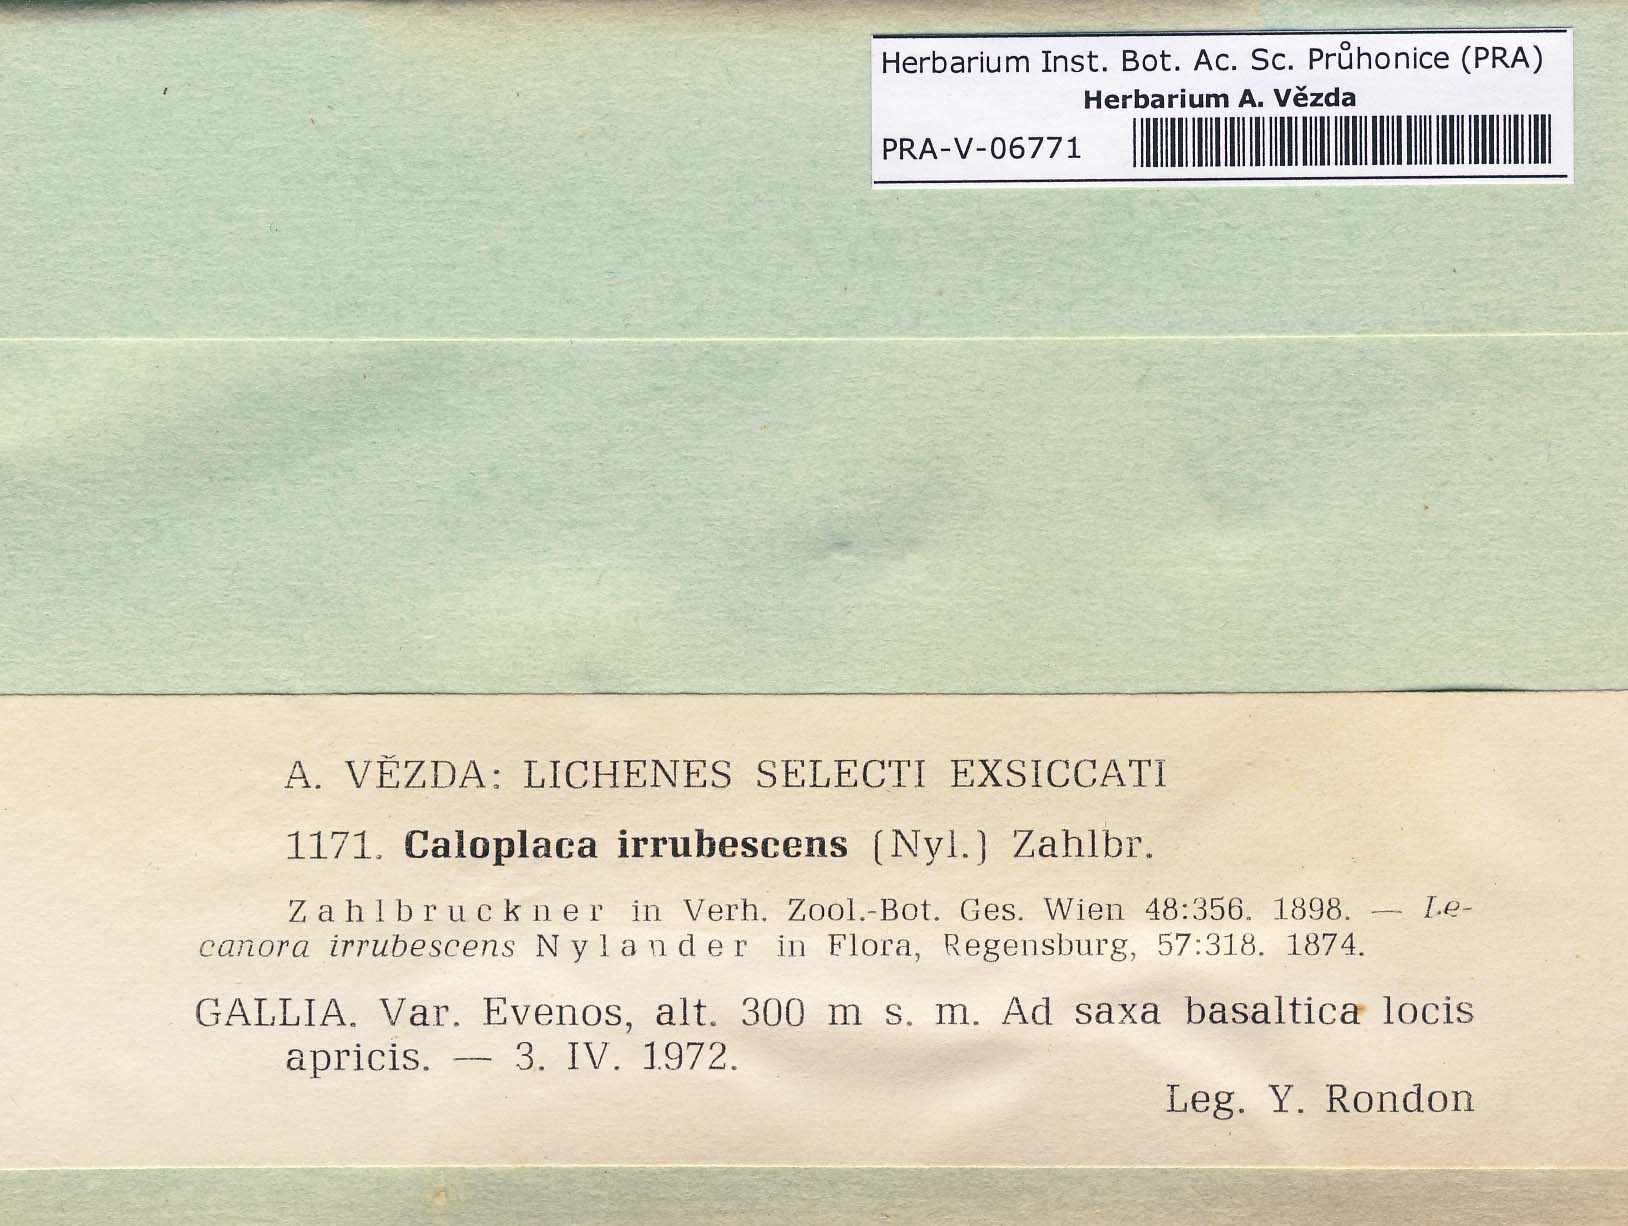 Herbarium Inst. Bot. Ac. Sc. Průhonice (PRA)
Herbarium A. Vězda
PRA-V-06771
A. VĚZDA: LICHENES SELECTI EXSICCATI
1171. Caloplaca irrubescens (Nyl.) Zahlbr.
Zahlbruckner in Verh. Zool.-Bot. Ges. Wien 48:356. 1898. — Le-
canora irrubescens Nylander in Flora, Regensburg, 57:318. 1874.
GALLIA. Var. Evenos, alt. 300 m s. m. Ad saxa basaltica locis
apricis. — 3. IV. 1972.
Leg. Y. Rondon